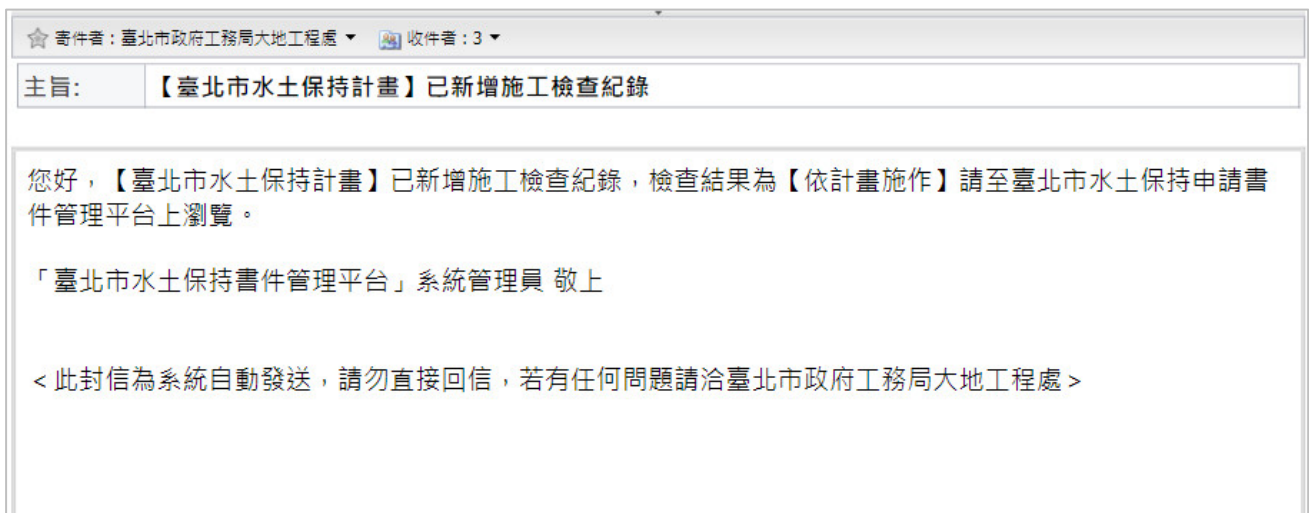 寄件者：臺北市政府工務局大地工程處 收件者：3
主旨: 【臺北市水土保持計畫】已新增施工檢查紀錄
您好，【臺北市水土保持計畫】已新增施工檢查紀錄，檢查結果為【依計畫施作】請至臺北市水土保持申請書
件管理平台上瀏覽。
「臺北市水土保持書件管理平台」系統管理員 敬上
<此封信為系統自動發送，請勿直接回信，若有任何問題請洽臺北市政府工務局大地工程處>